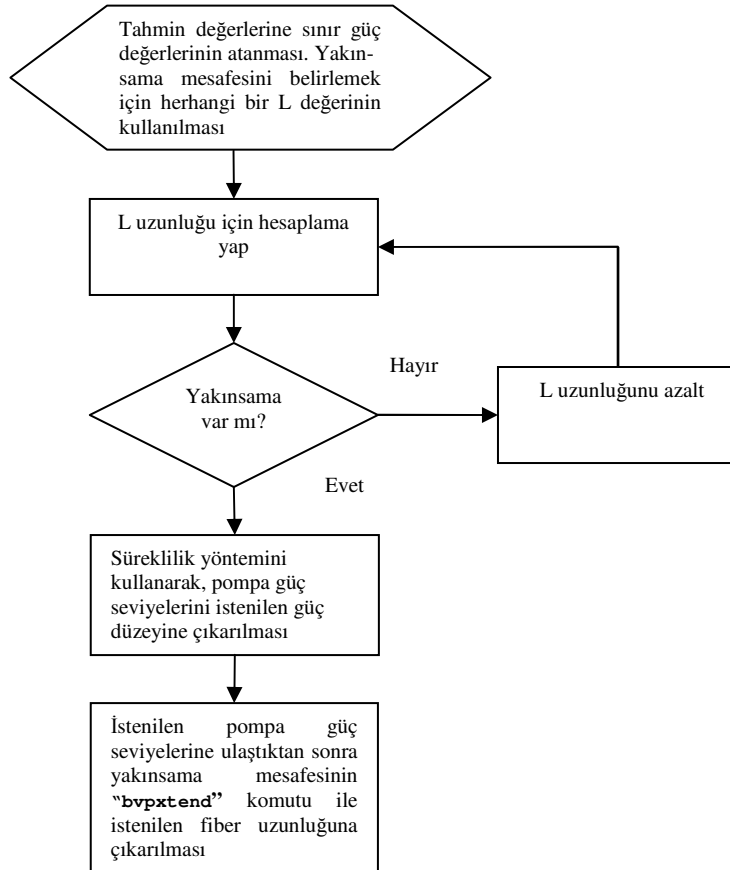 Tahmin değerlerine sınır güç
değerlerinin atanması. Yakın-
sama mesafesini belirlemek
için herhangi bir L değerinin
kullanılması
L uzunluğu için hesaplama
yap
Hayır
Yakınsama
var mı?
L uzunluğunu azalt
Evet
Süreklilik yöntemini
kullanarak, pompa güç
seviyelerini istenilen güç
düzeyine çıkarılması
İstenilen pompa güç
seviyelerine ulaştıktan sonra
yakınsama mesafesinin
“bvpxtend” komutu ile
istenilen fiber uzunluğuna
çıkarılması